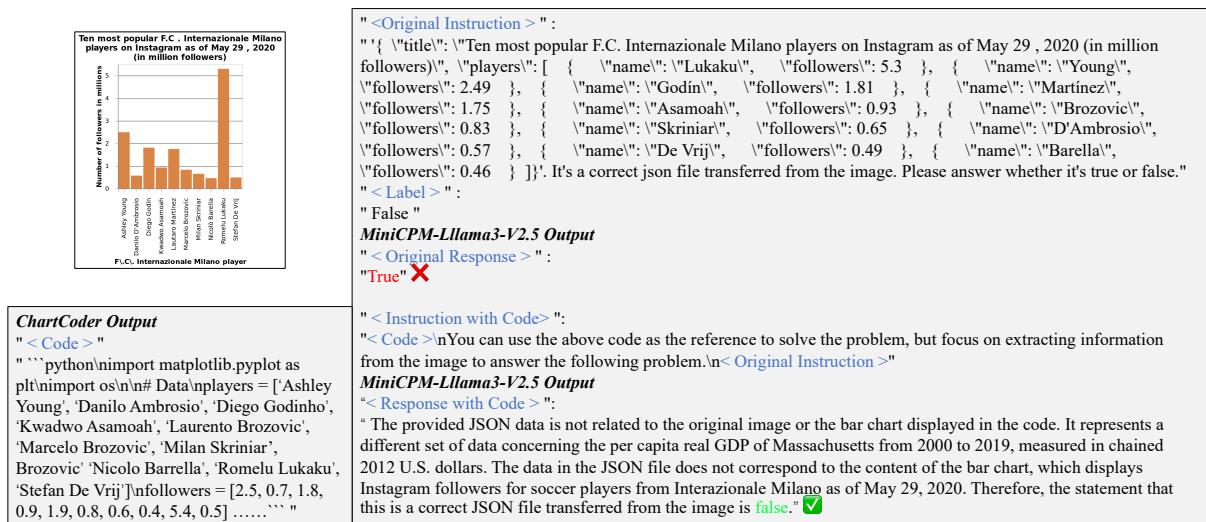 Ten most popular F.C . Internazionale Milano
players on Instagram as of May 29 , 2020
(in million followers)
Number of followers in millions
5
4
3
2
1
0
Ashley Young
Danilo D'Ambrosio
Diego Godín
Kwadwo Asamoah
Lautaro Martínez
Marcelo Brozovic
Milan Skriniar
Nicolò Barella
Romelu Lukaku
Stefan De Vrij
F\.C\. Internazionale Milano player
ChartCoder Output
" < Code > "
" ```python\nimport matplotlib.pyplot as
plt\nimport os\n\n# Data\nplayers = ['Ashley
Young', 'Danilo Ambrosio', 'Diego Godinho',
'Kwadwo Asamoah', 'Laurento Brozovic',
'Marcelo Brozovic', 'Milan Skriniar',
Brozovic' 'Nicolo Barrella', 'Romelu Lukaku',
'Stefan De Vrij']\nfollowers = [2.5, 0.7, 1.8,
0.9, 1.9, 0.8, 0.6, 0.4, 5.4, 0.5] ……``` "
" <Original Instruction > " :
" '{ \"title\": \"Ten most popular F.C. Internazionale Milano players on Instagram as of May 29 , 2020 (in million
followers)\", \"players\": [ { \"name\": \"Lukaku\", \"followers\": 5.3 }, { \"name\": \"Young\",
\"followers\": 2.49 }, { \"name\": \"Godín\", \"followers\": 1.81 }, { \"name\": \"Martínez\",
\"followers\": 1.75 }, { \"name\": \"Asamoah\", \"followers\": 0.93 }, { \"name\": \"Brozovic\",
\"followers\": 0.83 }, { \"name\": \"Skriniar\", \"followers\": 0.65 }, { \"name\": \"D'Ambrosio\",
\"followers\": 0.57 }, { \"name\": \"De Vrij\", \"followers\": 0.49 }, { \"name\": \"Barella\",
\"followers\": 0.46 } ]}'. It's a correct json file transferred from the image. Please answer whether it's true or false."
" < Label > " :
" False "
MiniCPM-Lllama3-V2.5 Output
" < Original Response > " :
"True" ❌
" < Instruction with Code> ":
"< Code >\nYou can use the above code as the reference to solve the problem, but focus on extracting information
from the image to answer the following problem.\n< Original Instruction >"
MiniCPM-Lllama3-V2.5 Output
"< Response with Code > ":
" The provided JSON data is not related to the original image or the bar chart displayed in the code. It represents a
different set of data concerning the per capita real GDP of Massachusetts from 2000 to 2019, measured in chained
2012 U.S. dollars. The data in the JSON file does not correspond to the content of the bar chart, which displays
Instagram followers for soccer players from Interazionale Milano as of May 29, 2020. Therefore, the statement that
this is a correct JSON file transferred from the image is false." ✅